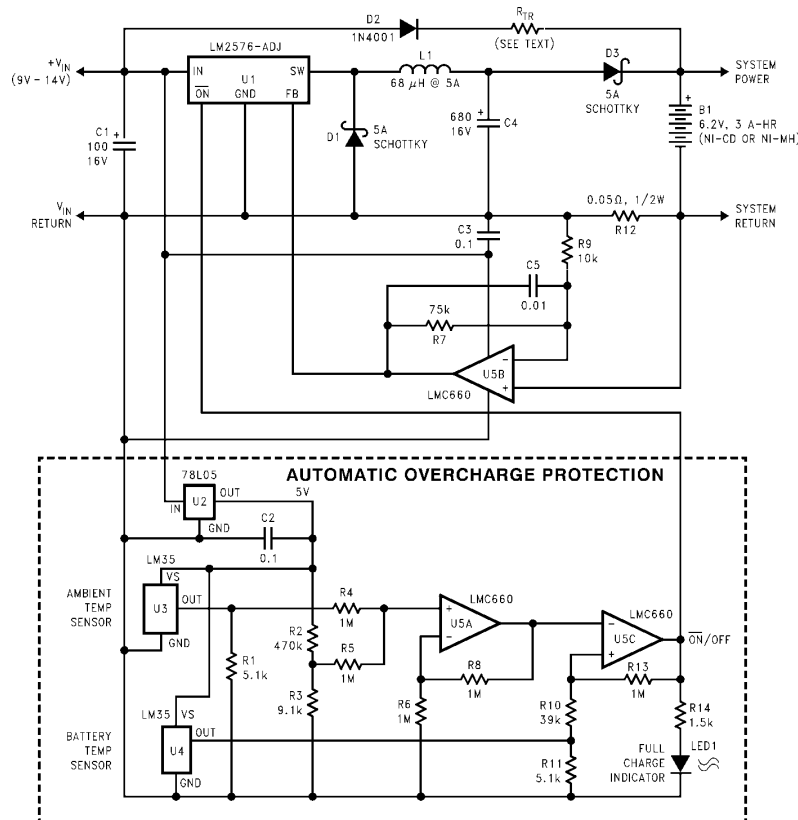 D2
1N4001
RTR
(SEE TEXT)
LM2576-ADJ
+VIN
(9V-14V)
IN
SW
U1
ON
GND
FB
L1
68 μH @ 5A
D3
5A
SCHOTTKY
SYSTEM
POWER
C1
+
100
16V
D1
5A
SCHOTTKY
680
16V
+
C4
+
B1
6.2V, 3 A-HR
(NI-CD OR NI-MH)
VIN
RETURN
0.05Ω, 1/2W
R12
SYSTEM
RETURN
C3
0.1
R9
10k
C5
0.01
75k
R7
−
U5B
+
LMC660
AUTOMATIC OVERCHARGE PROTECTION
78L05
U2
OUT
5V
IN
GND
C2
0.1
LM35
VS
AMBIENT
TEMP
SENSOR
U3
OUT
GND
R4
1M
LMC660
+
U5A
−
LMC660
−
U5C
+
ON/OFF
R2
470k
R5
1M
R1
5.1k
R3
9.1k
R8
1M
R6
1M
R13
1M
R10
39k
R14
1.5k
LM35
VS
BATTERY
TEMP
SENSOR
OUT
U4
GND
R11
5.1k
FULL
CHARGE
INDICATOR
LED1